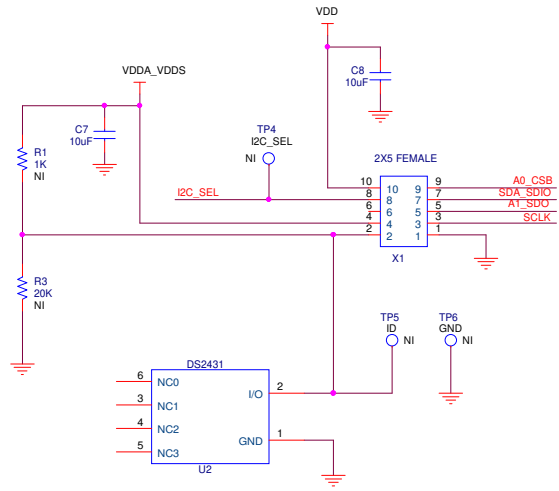 VDD
VDDA_VDDS
C8
10uF
C7
10uF
TP4
I2C_SEL
NI
R1
1K
NI
2X5 FEMALE
I2C_SEL
10 10 9 9 A0_CSB
8 8 7 7 SDA_SDIO
6 6 5 5 A1_SDO
4 4 3 3 SCLK
2 2 1 1
X1
R3
20K
NI
TP5
ID
NI
TP6
GND
NI
DS2431
6 NC0
I/O 2
3 NC1
4 NC2
GND 1
5 NC3
U2